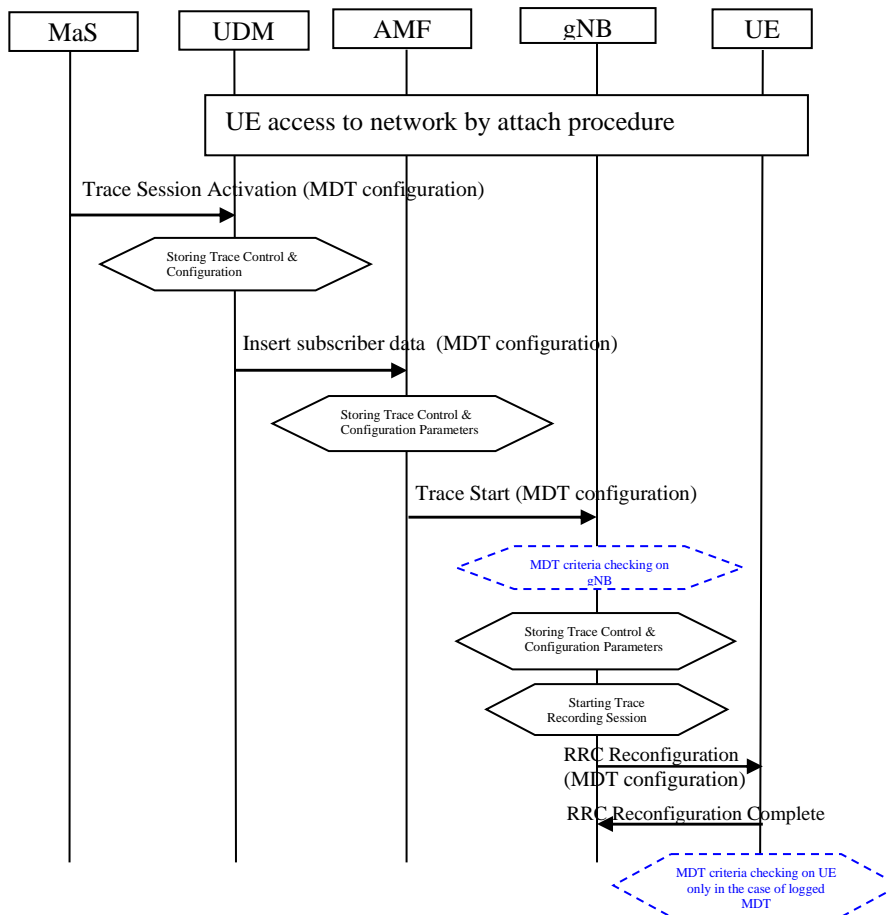 MaS
UDM
AMF
gNB
UE
UE access to network by attach procedure
Trace Session Activation (MDT configuration)
Storing Trace Control &
Configuration
Insert subscriber data (MDT configuration)
Storing Trace Control &
Configuration Parameters
Trace Start (MDT configuration)
MDT criteria checking on
gNB
Storing Trace Control &
Configuration Parameters
Starting Trace
Recording Session
RRC Reconfiguration
(MDT configuration)
RRC Reconfiguration Complete
MDT criteria checking on UE
only in the case of logged
MDT